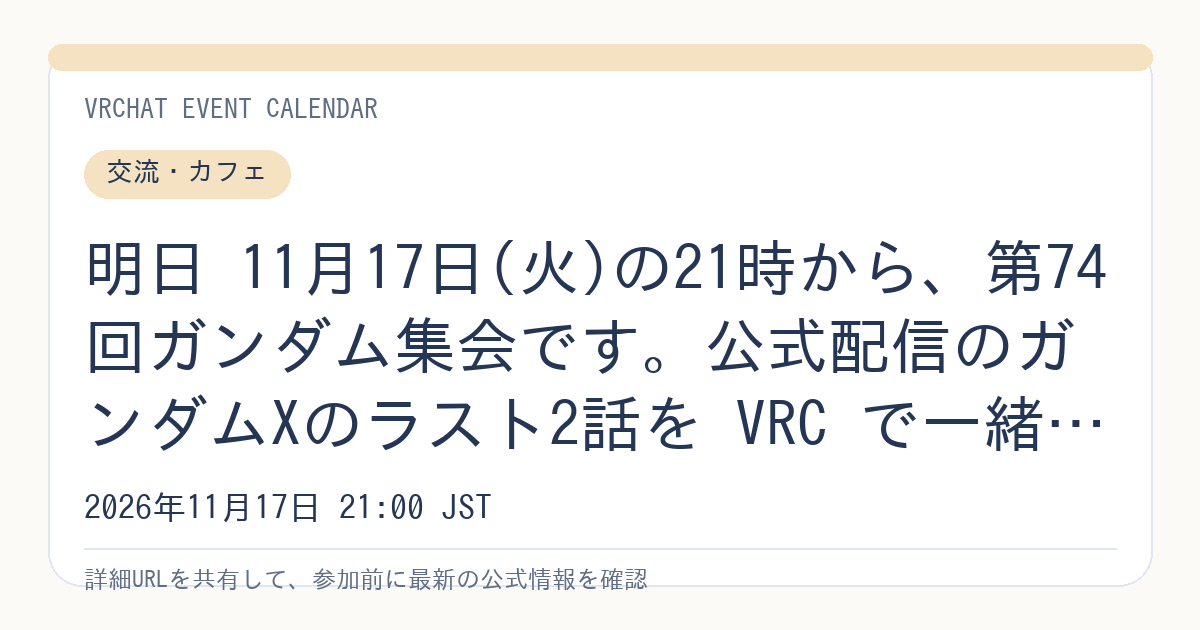 VRCHAT EVENT CALENDAR
交流・カフェ
明日 11月17日(火)の21時から、第74
回ガンダム集会です。公式配信のガ
ンダムXのラスト2話を VRC で一緒…
2026年11月17日 21:00 JST
詳細URLを共有して、参加前に最新の公式情報を確認